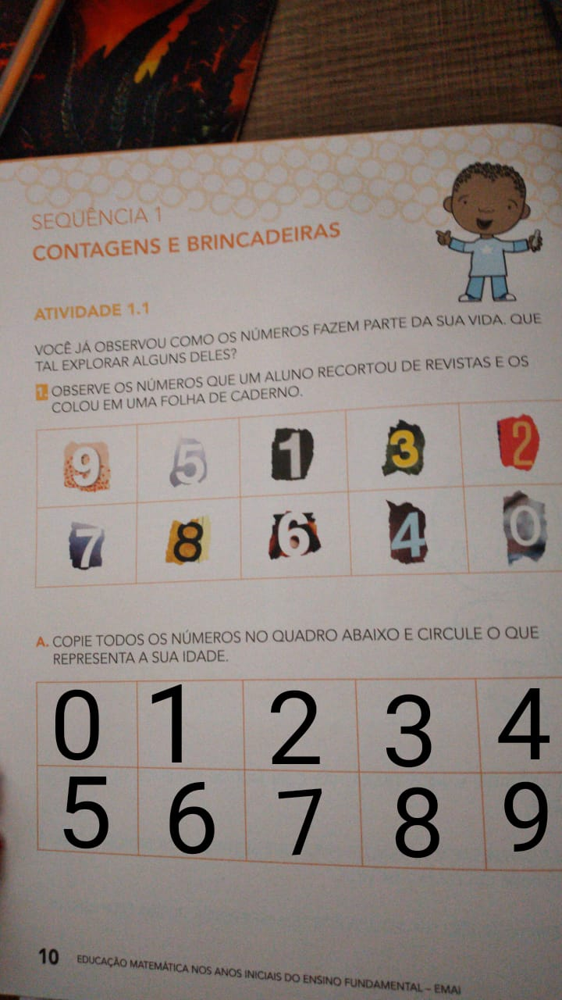 SEQUÊNCIA 1
CONTAGENS E BRINCADEIRAS
ATIVIDADE 1.1
VOCÊ JÁ OBSERVOU COMO OS NÚMEROS FAZEM PARTE DA SUA VIDA. QUE
TAL EXPLORAR ALGUNS DELES?
1. OBSERVE OS NÚMEROS QUE UM ALUNO RECORTOU DE REVISTAS E OS
COLOU EM UMA FOLHA DE CADERNO.
9 5 1 3 2
7 8 6 4 0
A. COPIE TODOS OS NÚMEROS NO QUADRO ABAIXO E CIRCULE O QUE
REPRESENTA A SUA IDADE.
0 1 2 3 4
5 6 7 8 9
10 EDUCAÇÃO MATEMÁTICA NOS ANOS INICIAIS DO ENSINO FUNDAMENTAL – EMAI